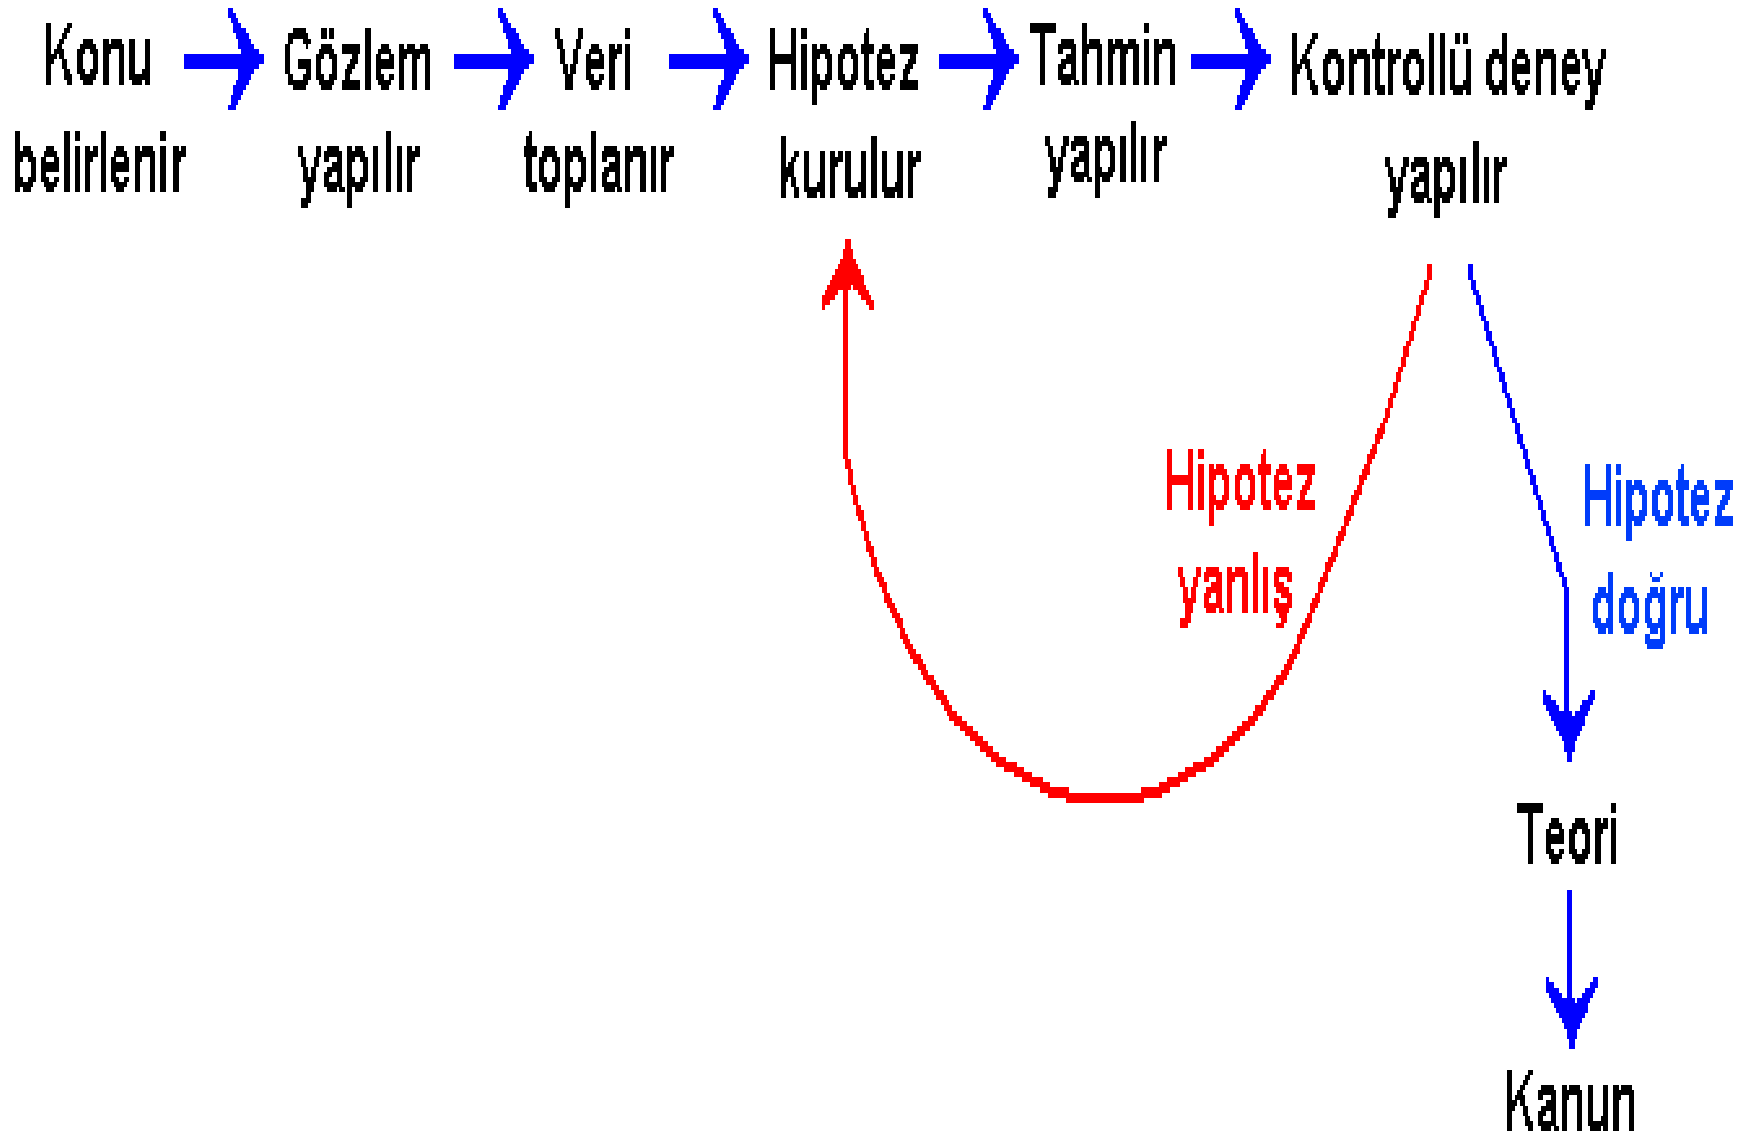 Konu
belirlenir
Gözlem
yapılır
Veri
toplanır
Hipotez
kurulur
Tahmin
yapılır
Kontrollü deney
yapılır
Hipotez
yanlış
Hipotez
doğru
Teori
Kanun